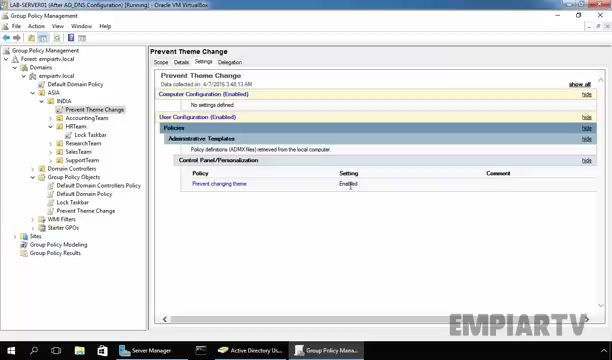 LAB-SERVER01 (After AD_DNS Configuration) [Running] - Oracle VM VirtualBox
Group Policy Management
File Action View Window Help
Group Policy Management
Forest: empiartv.local
Domains
empiartv.local
Default Domain Policy
ASIA
INDIA
Prevent Theme Change
AccountingTeam
HRTeam
Lock Taskbar
ResearchTeam
SalesTeam
SupportTeam
Domain Controllers
Group Policy Objects
Default Domain Controllers Policy
Default Domain Policy
Lock Taskbar
Prevent Theme Change
WMI Filters
Starter GPOs
Sites
Group Policy Modeling
Group Policy Results
Prevent Theme Change
Scope Details Settings Delegation
Prevent Theme Change
Data collected on: 4/7/2016 3:48:13 AM
show all
Computer Configuration (Enabled)
hide
No settings defined.
User Configuration (Enabled)
hide
Policies
hide
Administrative Templates
hide
Policy definitions (ADMX files) retrieved from the local computer.
Control Panel/Personalization
hide
Policy Setting Comment
Prevent changing theme Enabled
EMPIARTV
Server Manager
Active Directory Us...
Group Policy Mana...